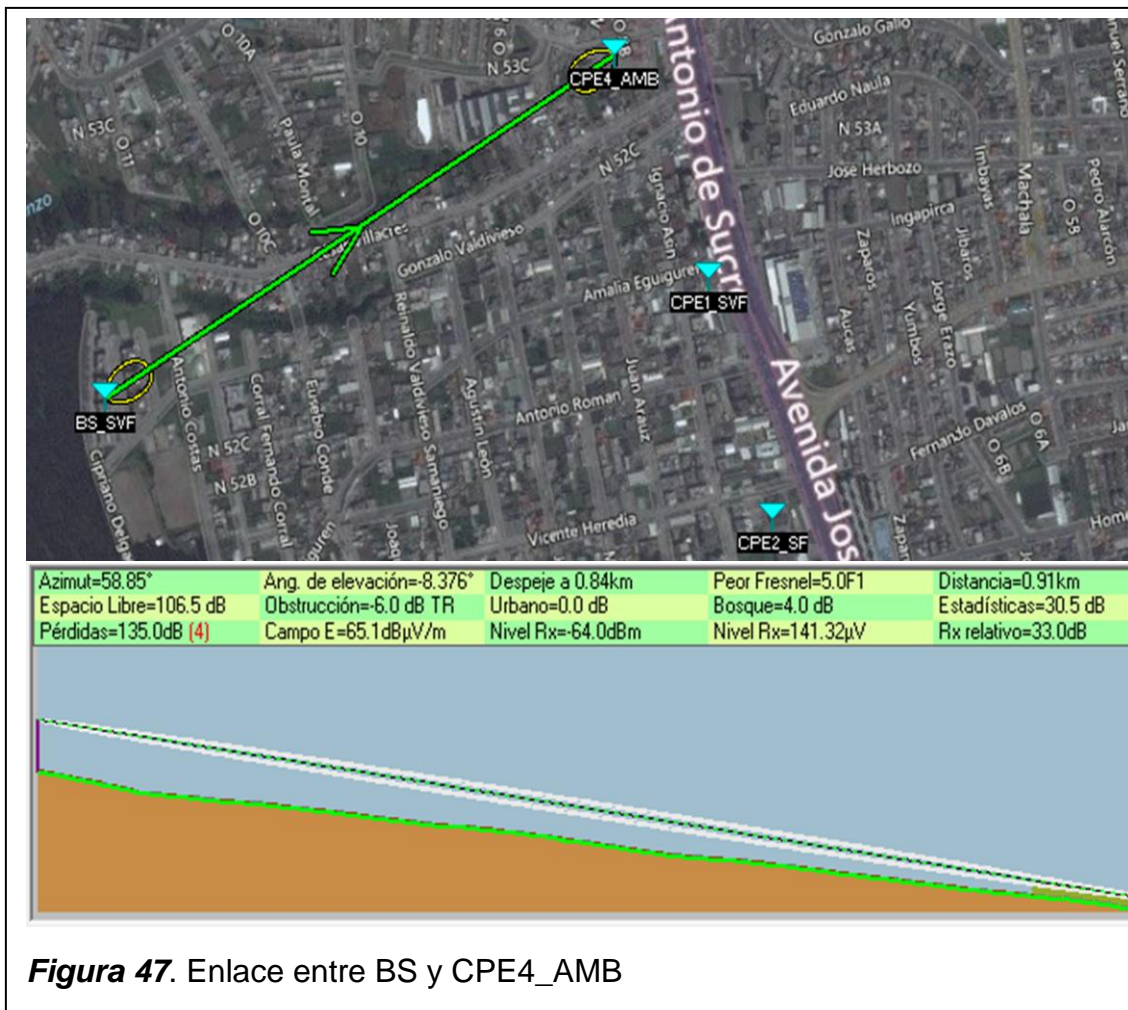 O 10A
N 53C
Gonzalo Gallo
CPE4_AMB
Eduardo Naula
N 53A
N 53C
O 11
Paula Montal
O 10
N 52C
José Herbozo
Imbayas
Machala
Pedro Alarcón
O 5B
Ingapirca
Jibaros
Zaparos
Ignacio Asin
Antonio de Sucre
O 10C
Villacres
Gonzalo Valdivieso
Amalia Eguiguren
CPE1_SVF
Jorge Erazo
Yumbos
Aucas
Reinaldo Valdivieso Samaniego
Antonio Costas
Corral Fernando Corral
Eusebio Conde
Agustín León
Antonio Roman
Juan Arauz
Avenida Jos
Fernando Davalos
O 6A
O 6B
BS_SVF
N 52C
N 52B
Cipriano Delga
Vicente Heredia
CPE2_SF
Azimut=58.85° Ang. de elevación=-8.376° Despeje a 0.84km Peor Fresnel=5.0F1 Distancia=0.91km
Espacio Libre=106.5 dB Obstrucción=-6.0 dB TR Urbano=0.0 dB Bosque=4.0 dB Estadísticas=30.5 dB
Pérdidas=135.0dB (4) Campo E=65.1dBµV/m Nivel Rx=-64.0dBm Nivel Rx=141.32µV Rx relativo=33.0dB
Figura 47. Enlace entre BS y CPE4_AMB